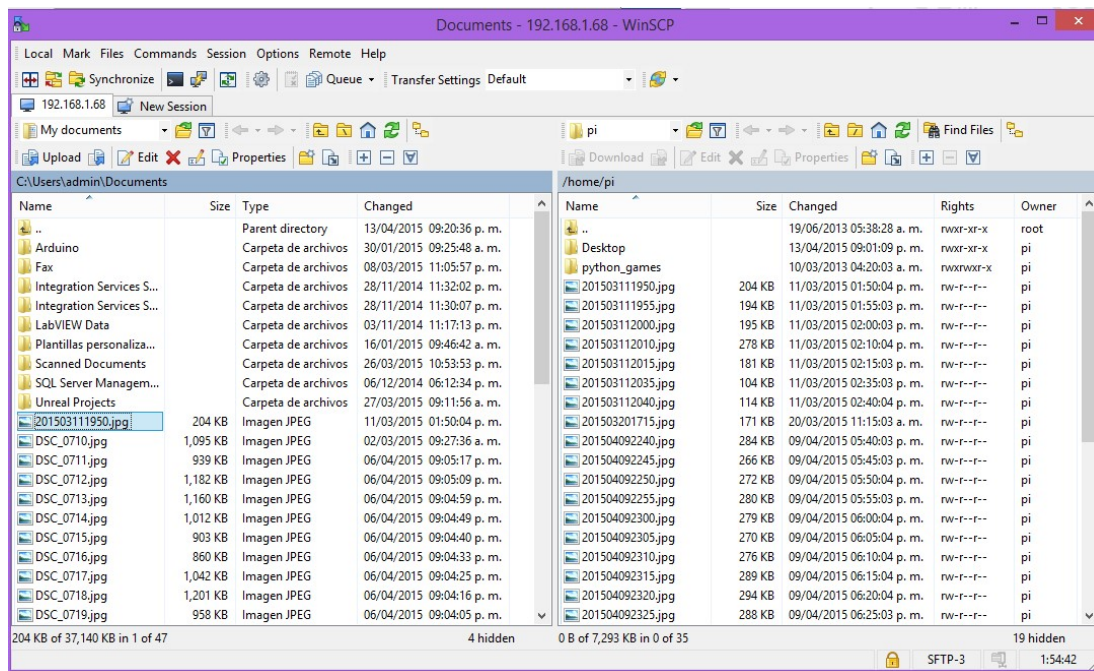 Documents - 192.168.1.68 - WinSCP
Local Mark Files Commands Session Options Remote Help
Synchronize Queue Transfer Settings Default
192.168.1.68 New Session
My documents pi Find Files
Upload Edit Properties Download Edit Properties
C:\Users\admin\Documents /home/pi
Name Size Type Changed Name Size Changed Rights Owner
.. Parent directory 13/04/2015 09:20:36 p. m. .. 19/06/2013 05:38:28 a. m. rwxr-xr-x root
Arduino Carpeta de archivos 30/01/2015 09:25:48 a. m. Desktop 13/04/2015 09:01:09 p. m. rwxr-xr-x pi
Fax Carpeta de archivos 08/03/2015 11:05:57 p. m. python_games 10/03/2013 04:20:03 a. m. rwxrwxr-x pi
Integration Services S... Carpeta de archivos 28/11/2014 11:32:02 p. m. 201503111950.jpg 204 KB 11/03/2015 01:50:04 p. m. rw-r--r-- pi
Integration Services S... Carpeta de archivos 28/11/2014 11:30:07 p. m. 201503111955.jpg 194 KB 11/03/2015 01:55:03 p. m. rw-r--r-- pi
LabVIEW Data Carpeta de archivos 03/11/2014 11:17:13 p. m. 201503112000.jpg 195 KB 11/03/2015 02:00:03 p. m. rw-r--r-- pi
Plantillas personaliza... Carpeta de archivos 16/01/2015 09:46:42 a. m. 201503112010.jpg 278 KB 11/03/2015 02:10:04 p. m. rw-r--r-- pi
Scanned Documents Carpeta de archivos 26/03/2015 10:53:53 p. m. 201503112015.jpg 181 KB 11/03/2015 02:15:03 p. m. rw-r--r-- pi
SQL Server Managem... Carpeta de archivos 06/12/2014 06:12:34 p. m. 201503112035.jpg 104 KB 11/03/2015 02:35:03 p. m. rw-r--r-- pi
Unreal Projects Carpeta de archivos 27/03/2015 09:11:56 a. m. 201503112040.jpg 114 KB 11/03/2015 02:40:04 p. m. rw-r--r-- pi
201503111950.jpg 204 KB Imagen JPEG 11/03/2015 01:50:04 p. m. 201503201715.jpg 171 KB 20/03/2015 11:15:03 a. m. rw-r--r-- pi
DSC_0710.jpg 1,095 KB Imagen JPEG 02/03/2015 09:27:36 a. m. 201504092240.jpg 284 KB 09/04/2015 05:40:03 p. m. rw-r--r-- pi
DSC_0711.jpg 939 KB Imagen JPEG 06/04/2015 09:05:17 p. m. 201504092245.jpg 266 KB 09/04/2015 05:45:03 p. m. rw-r--r-- pi
DSC_0712.jpg 1,182 KB Imagen JPEG 06/04/2015 09:05:09 p. m. 201504092250.jpg 272 KB 09/04/2015 05:50:04 p. m. rw-r--r-- pi
DSC_0713.jpg 1,160 KB Imagen JPEG 06/04/2015 09:04:59 p. m. 201504092255.jpg 280 KB 09/04/2015 05:55:03 p. m. rw-r--r-- pi
DSC_0714.jpg 1,012 KB Imagen JPEG 06/04/2015 09:04:49 p. m. 201504092300.jpg 279 KB 09/04/2015 06:00:04 p. m. rw-r--r-- pi
DSC_0715.jpg 903 KB Imagen JPEG 06/04/2015 09:04:40 p. m. 201504092305.jpg 270 KB 09/04/2015 06:05:04 p. m. rw-r--r-- pi
DSC_0716.jpg 860 KB Imagen JPEG 06/04/2015 09:04:33 p. m. 201504092310.jpg 276 KB 09/04/2015 06:10:04 p. m. rw-r--r-- pi
DSC_0717.jpg 1,042 KB Imagen JPEG 06/04/2015 09:04:25 p. m. 201504092315.jpg 289 KB 09/04/2015 06:15:04 p. m. rw-r--r-- pi
DSC_0718.jpg 1,201 KB Imagen JPEG 06/04/2015 09:04:16 p. m. 201504092320.jpg 294 KB 09/04/2015 06:20:04 p. m. rw-r--r-- pi
DSC_0719.jpg 958 KB Imagen JPEG 06/04/2015 09:04:05 p. m. 201504092325.jpg 288 KB 09/04/2015 06:25:03 p. m. rw-r--r-- pi
204 KB of 37,140 KB in 1 of 47 4 hidden 0 B of 7,293 KB in 0 of 35 19 hidden
SFTP-3 1:54:42